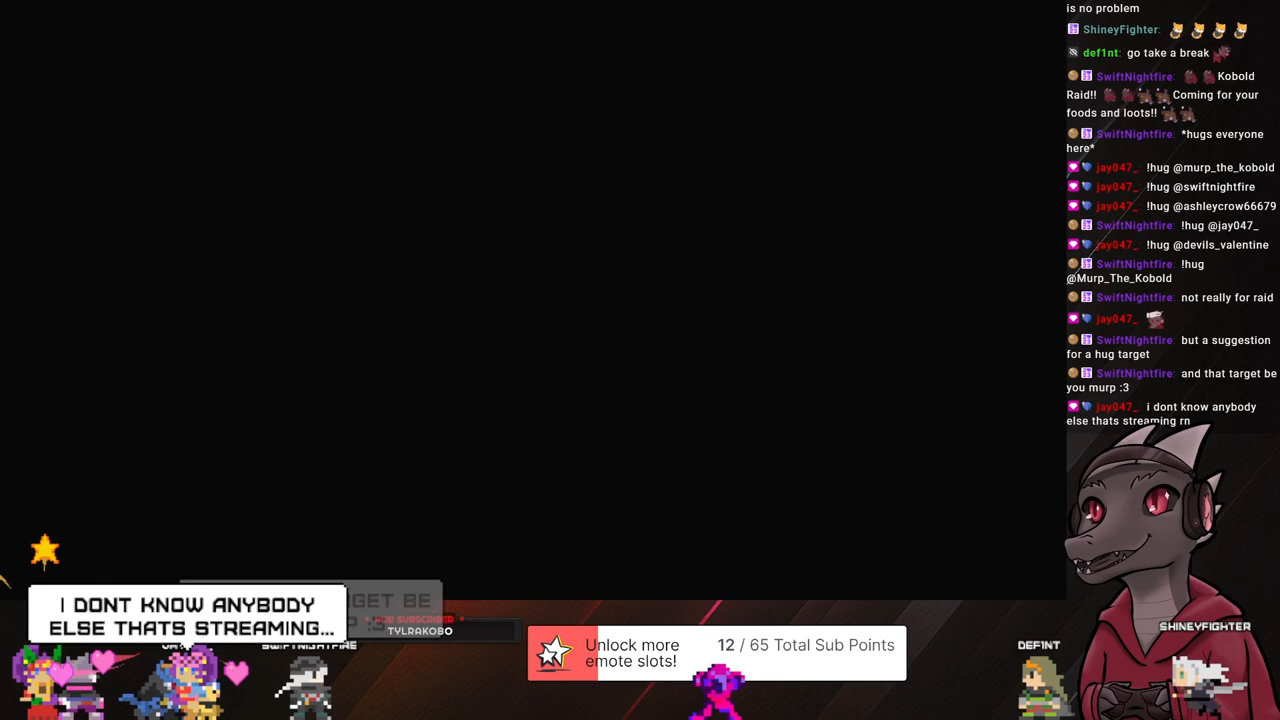 is no problem
ShineyFighter:
def1nt: go take a break
SwiftNightfire: Kobold
Raid!! Coming for your
foods and loots!!
SwiftNightfire: *hugs everyone
here*
jay047_: !hug @murp_the_kobold
jay047_: !hug @swiftnightfire
jay047_: !hug @ashleycrow66679
SwiftNightfire: !hug @jay047_
jay047_: !hug @devils_valentine
SwiftNightfire: !hug
@Murp_The_Kobold
SwiftNightfire: not really for raid
jay047_:
SwiftNightfire: but a suggestion
for a hug target
SwiftNightfire: and that target be
you murp :3
jay047_: i dont know anybody
else thats streaming rn
I DONT KNOW ANYBODY
ELSE THATS STREAMING...
GET BE
SUBSCRIBER
TYLRAKOBO
Unlock more
emote slots!
12 / 65 Total Sub Points
SWIFTNIGHTFIRE
DEF1NT
SHINEYFIGHTER